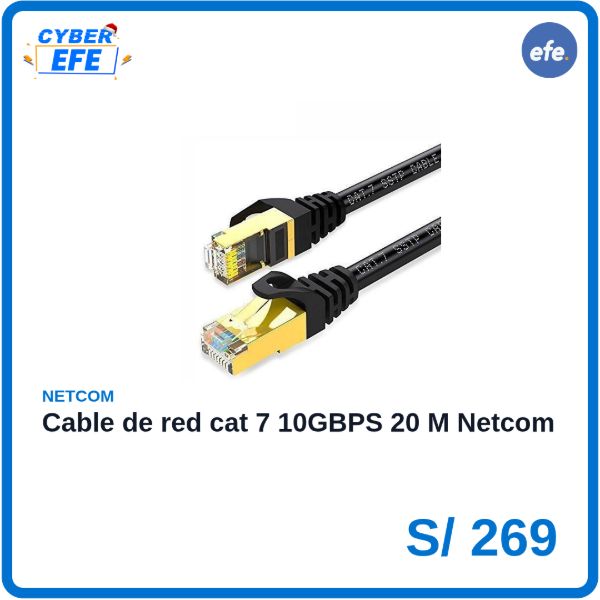 CYBER
EFE
efe.
CAT.7 SSTP CABLE
CAT.7 SSTP CA
NETCOM
Cable de red cat 7 10GBPS 20 M Netcom
S/ 269